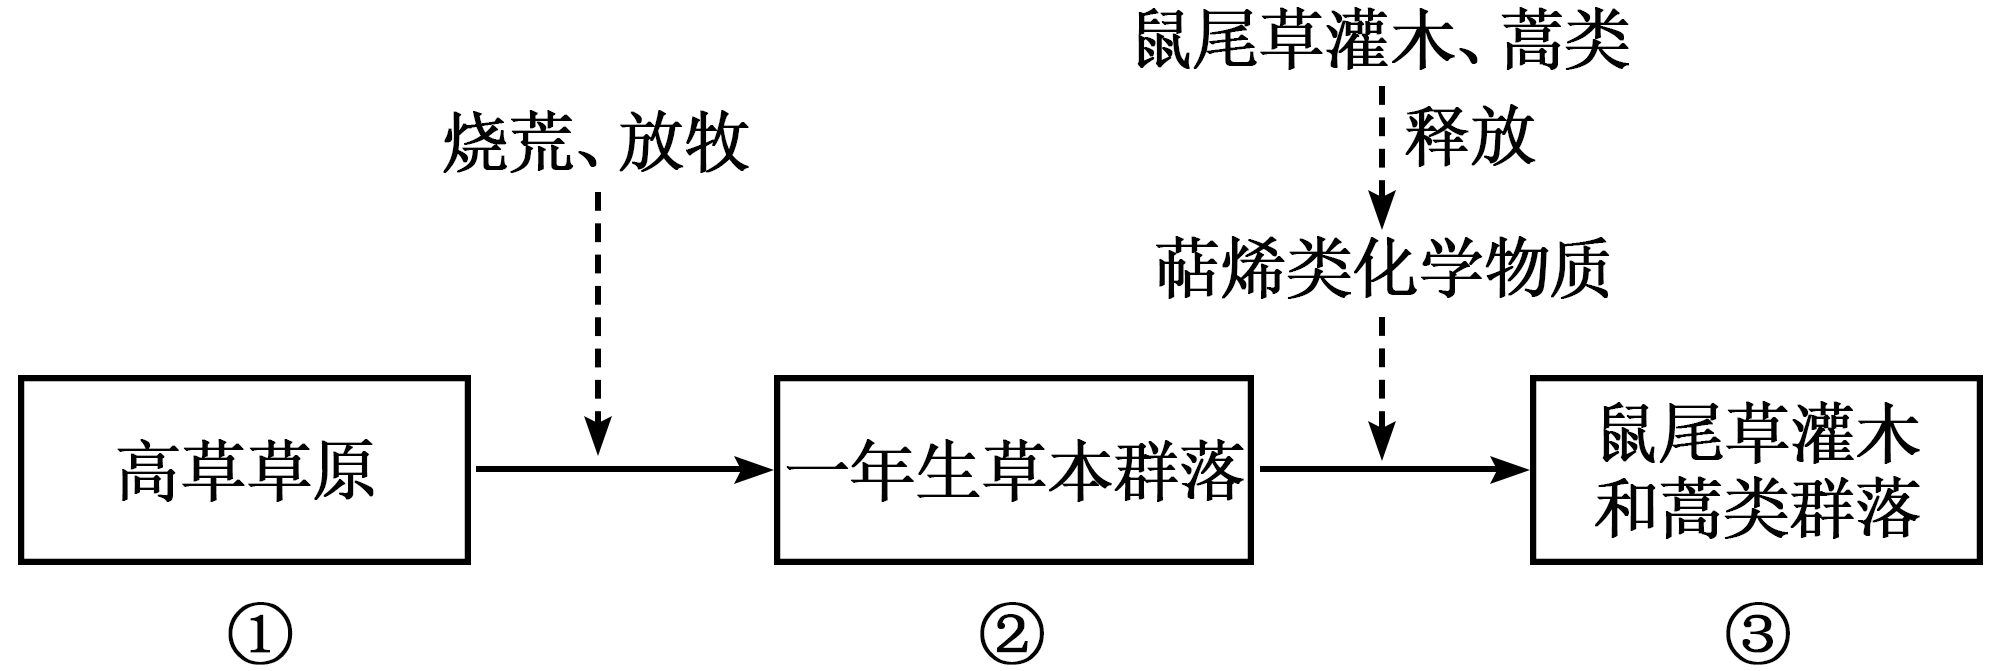 鼠尾草灌木、蒿类
烧荒、放牧
释放
萜烯类化学物质
高草草原
一年生草本群落
鼠尾草灌木
和蒿类群落
①
②
③